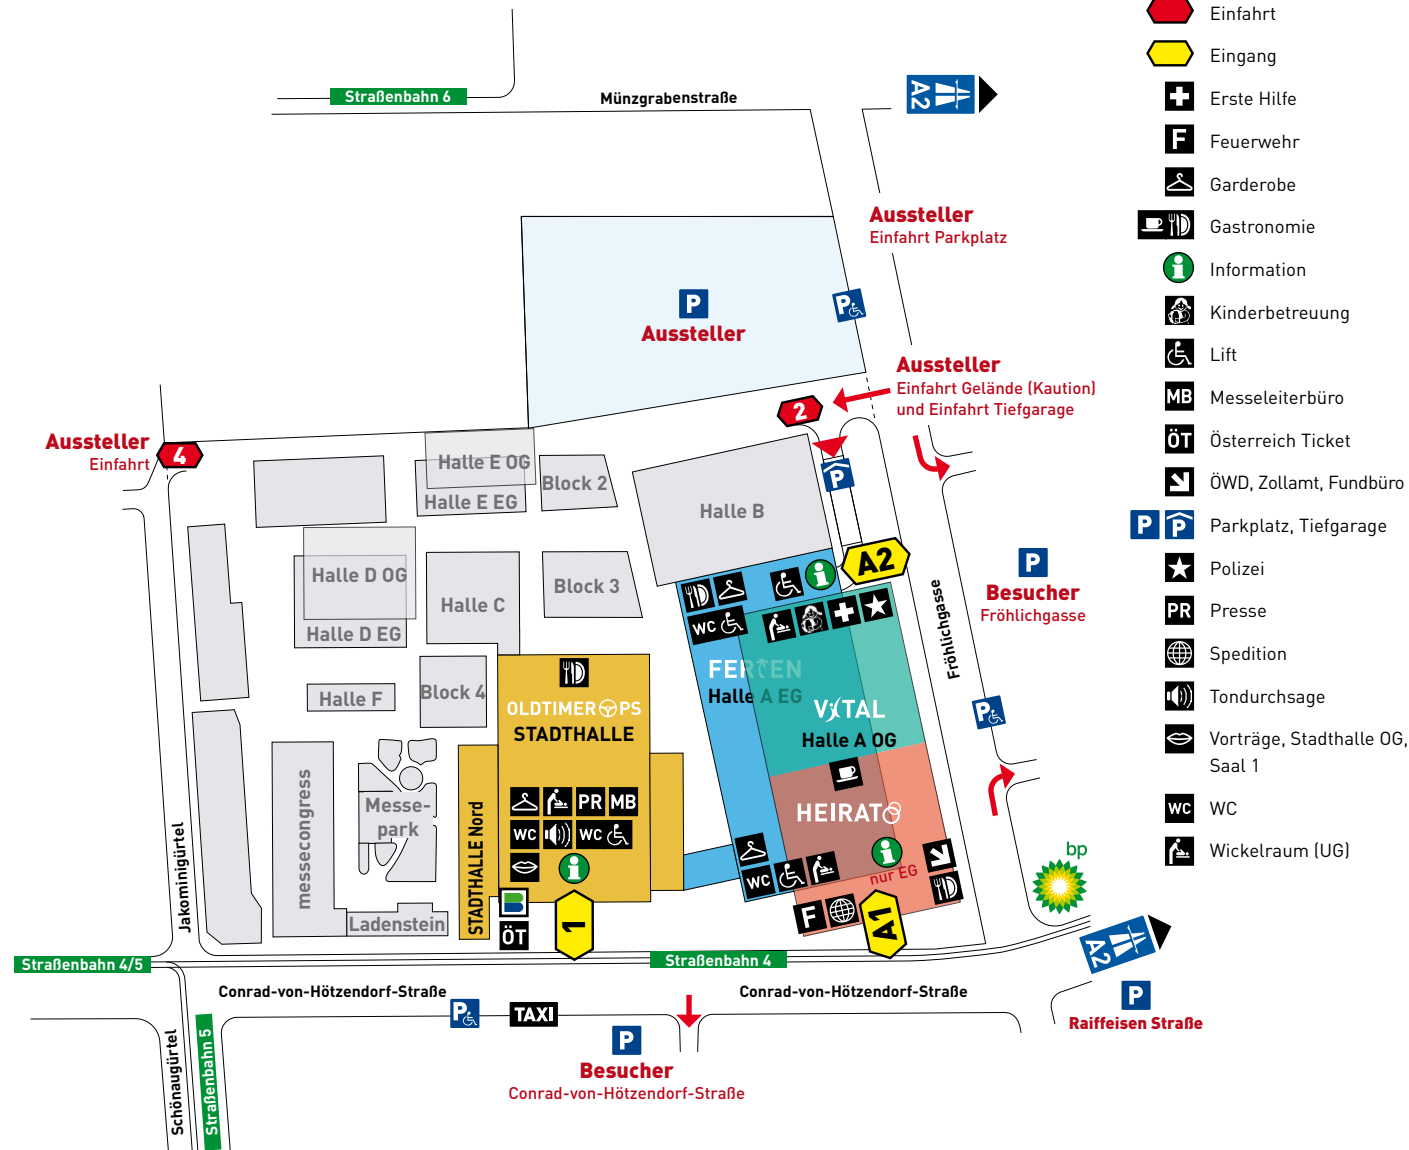 Straßenbahn 6
Münzgrabenstraße
A2
Aussteller
Einfahrt Parkplatz
P
Aussteller
P
Aussteller
Einfahrt Gelände (Kaution)
und Einfahrt Tiefgarage
2
Aussteller
Einfahrt
4
Halle E OG
Halle E EG
Block 2
P
Halle B
Halle D OG
Halle D EG
Halle C
Block 3
A2
i
WC
P
Besucher
Fröhlichgasse
Fröhlichgasse
Halle F
Block 4
OLDTIMER PS
STADTHALLE
FERIEN
Halle A EG
VITAL
Halle A OG
HEIRAT
P
messecongress
Messe-
park
Ladenstein
STADTHALLE Nord
PR
MB
WC
WC
i
ÖT
1
WC
i
nur EG
F
A1
bp
A2
Jakominigürtel
Straßenbahn 4/5
Straßenbahn 4
Conrad-von-Hötzendorf-Straße
Conrad-von-Hötzendorf-Straße
P
TAXI
P
Besucher
Conrad-von-Hötzendorf-Straße
P
Raiffeisen Straße
Schönaugürtel
Straßenbahn 5
Einfahrt
Eingang
Erste Hilfe
F Feuerwehr
Garderobe
Gastronomie
i Information
Kinderbetreuung
Lift
MB Messeleiterbüro
ÖT Österreich Ticket
ÖWD, Zollamt, Fundbüro
P P Parkplatz, Tiefgarage
Polizei
PR Presse
Spedition
Tondurchsage
Vorträge, Stadthalle OG,
Saal 1
WC WC
Wickelraum (UG)